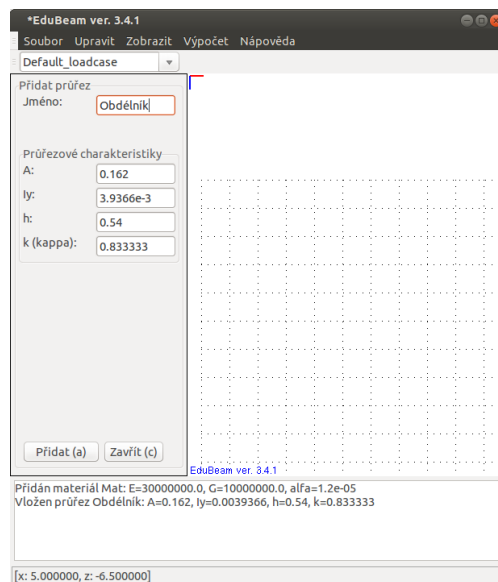 *EduBeam ver. 3.4.1
Soubor Upravit Zobrazit Výpočet Nápověda
Default_loadcase
Přidat průřez
Jméno: Obdélník
Průřezové charakteristiky
A: 0.162
Iy: 3.9366e-3
h: 0.54
k (kappa): 0.833333
Přidat (a) Zavřít (c)
EduBeam ver. 3.4.1
Přidán materiál Mat: E=30000000.0, G=10000000.0, alfa=1.2e-05
Vložen průřez Obdélník: A=0.162, Iy=0.0039366, h=0.54, k=0.833333
[x: 5.000000, z: -6.500000]